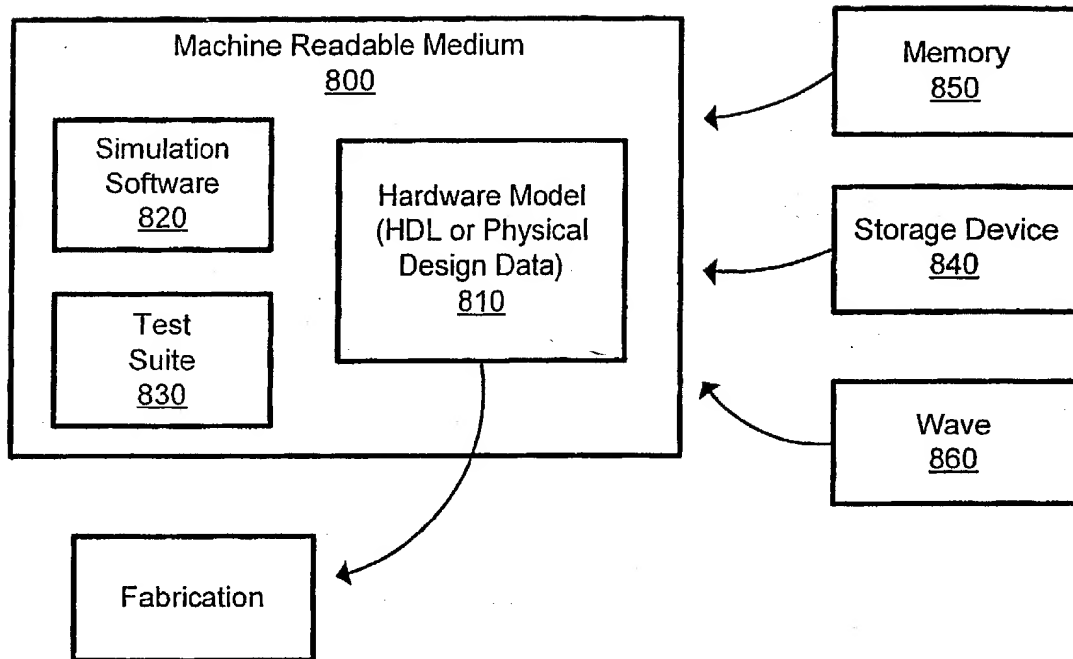 Machine Readable Medium
800
Simulation
Software
820
Test
Suite
830
Hardware Model
(HDL or Physical
Design Data)
810
Memory
850
Storage Device
840
Wave
860
Fabrication